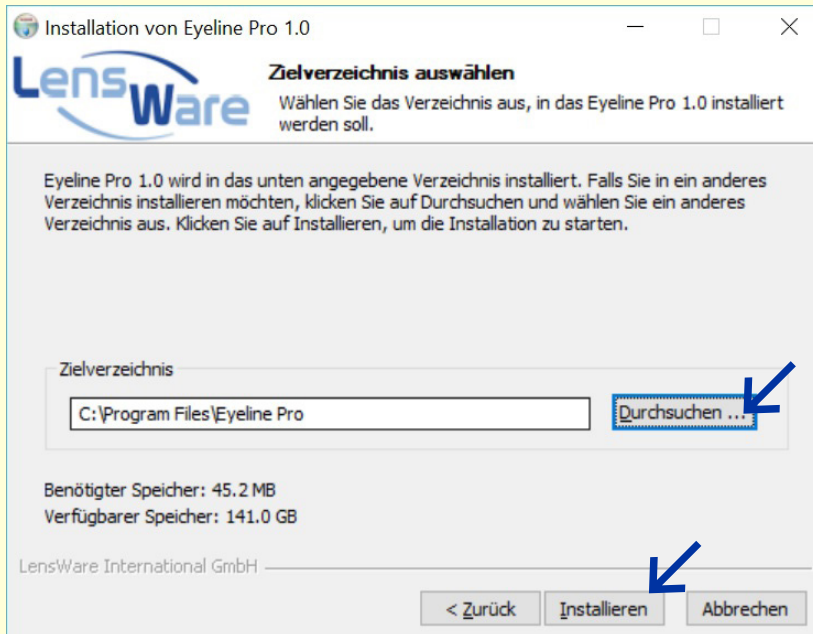 Installation von Eyeline Pro 1.0
LensWare
Zielverzeichnis auswählen
Wählen Sie das Verzeichnis aus, in das Eyeline Pro 1.0 installiert
werden soll.
Eyeline Pro 1.0 wird in das unten angegebene Verzeichnis installiert. Falls Sie in ein anderes
Verzeichnis installieren möchten, klicken Sie auf Durchsuchen und wählen Sie ein anderes
Verzeichnis aus. Klicken Sie auf Installieren, um die Installation zu starten.
Zielverzeichnis
C:\Program Files\Eyeline Pro
Durchsuchen ...
Benötigter Speicher: 45.2 MB
Verfügbarer Speicher: 141.0 GB
LensWare International GmbH
< Zurück Installieren Abbrechen